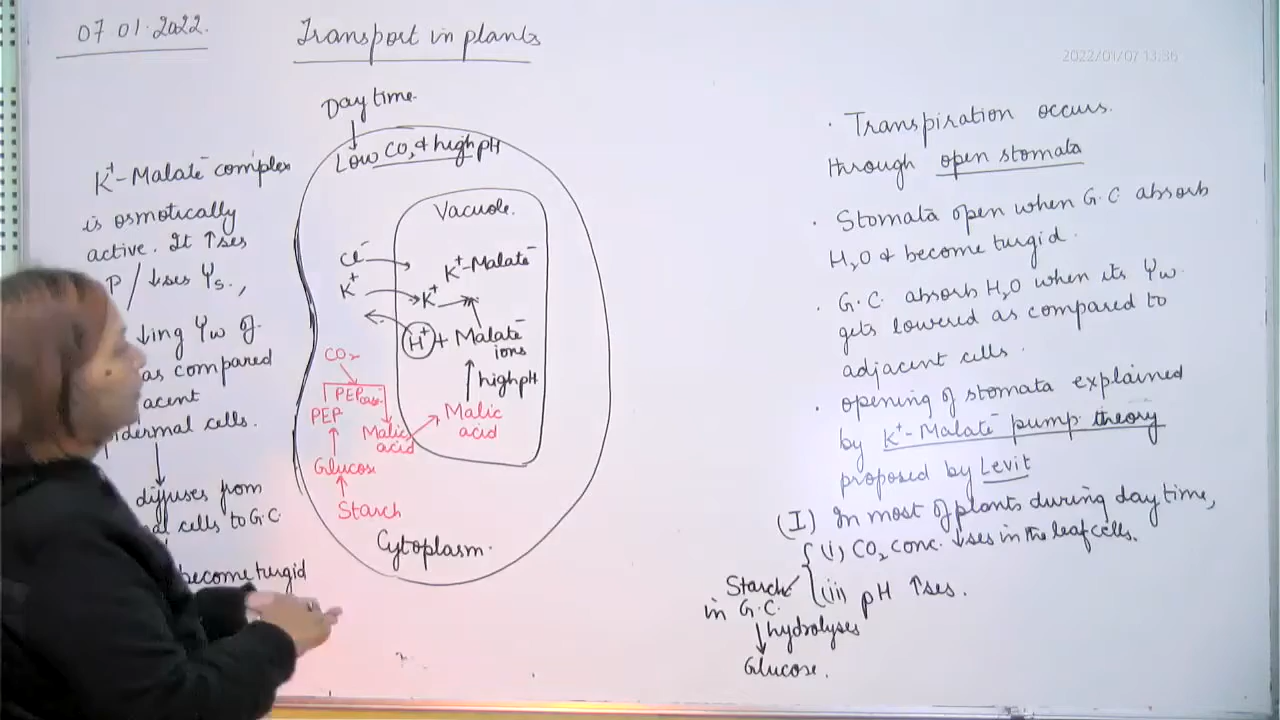 07 01.2022.
Transport in plants
2022/01/07 13:36
Day time
Low CO₂ & high pH
K⁺-Malate⁻ complex
is osmotically
active. It ↑ses
P / ↓ses Ψs.,
↓ing Ψw of
as compared
acent
dermal cells.
diffuses from
cells to G.C.
become turgid
Vacuole.
Cl⁻
K⁺-Malate⁻
K⁺
K⁺
H⁺ + Malate⁻
ions
high pH
CO₂
PEPcase
PEP
Malic
acid
Malic
acid
Glucose
Starch
Cytoplasm.
· Transpiration occurs.
through open stomata
· Stomata open when G.C absorb
H₂O & become turgid.
· G.C. absorb H₂O when its Ψw
gets lowered as compared to
adjacent cells.
· opening of stomata explained
by K⁺-Malate⁻ pump theory
proposed by Levit
(I) In most of plants during day time,
(i) CO₂ conc. ↓ses in the leaf cells.
(ii) pH ↑ses.
Starch
in G.C.
hydrolyses
Glucose.